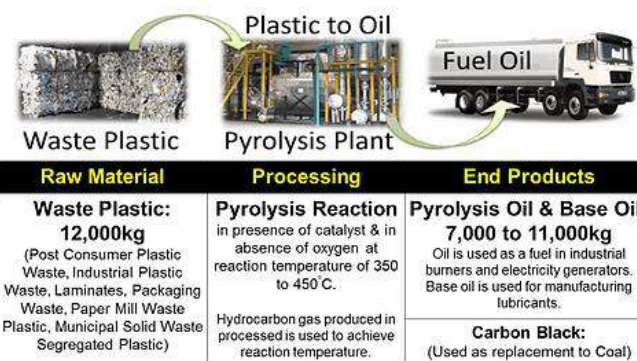 Plastic to Oil
Fuel Oil
Waste Plastic
Pyrolysis Plant
Raw Material
Processing
End Products
Waste Plastic:
12,000kg
(Post Consumer Plastic
Waste, Industrial Plastic
Waste, Laminates, Packaging
Waste, Paper Mill Waste
Plastic, Municipal Solid Waste
Segregated Plastic)
Pyrolysis Reaction
in presence of catalyst & in
absence of oxygen at
reaction temperature of 350
to 450°C.
Hydrocarbon gas produced in
processed is used to achieve
reaction temperature.
Pyrolysis Oil & Base Oil
7,000 to 11,000kg
Oil is used as a fuel in industrial
burners and electricity generators.
Base oil is used for manufacturing
lubricants.
Carbon Black:
(Used as replacement to Coal)